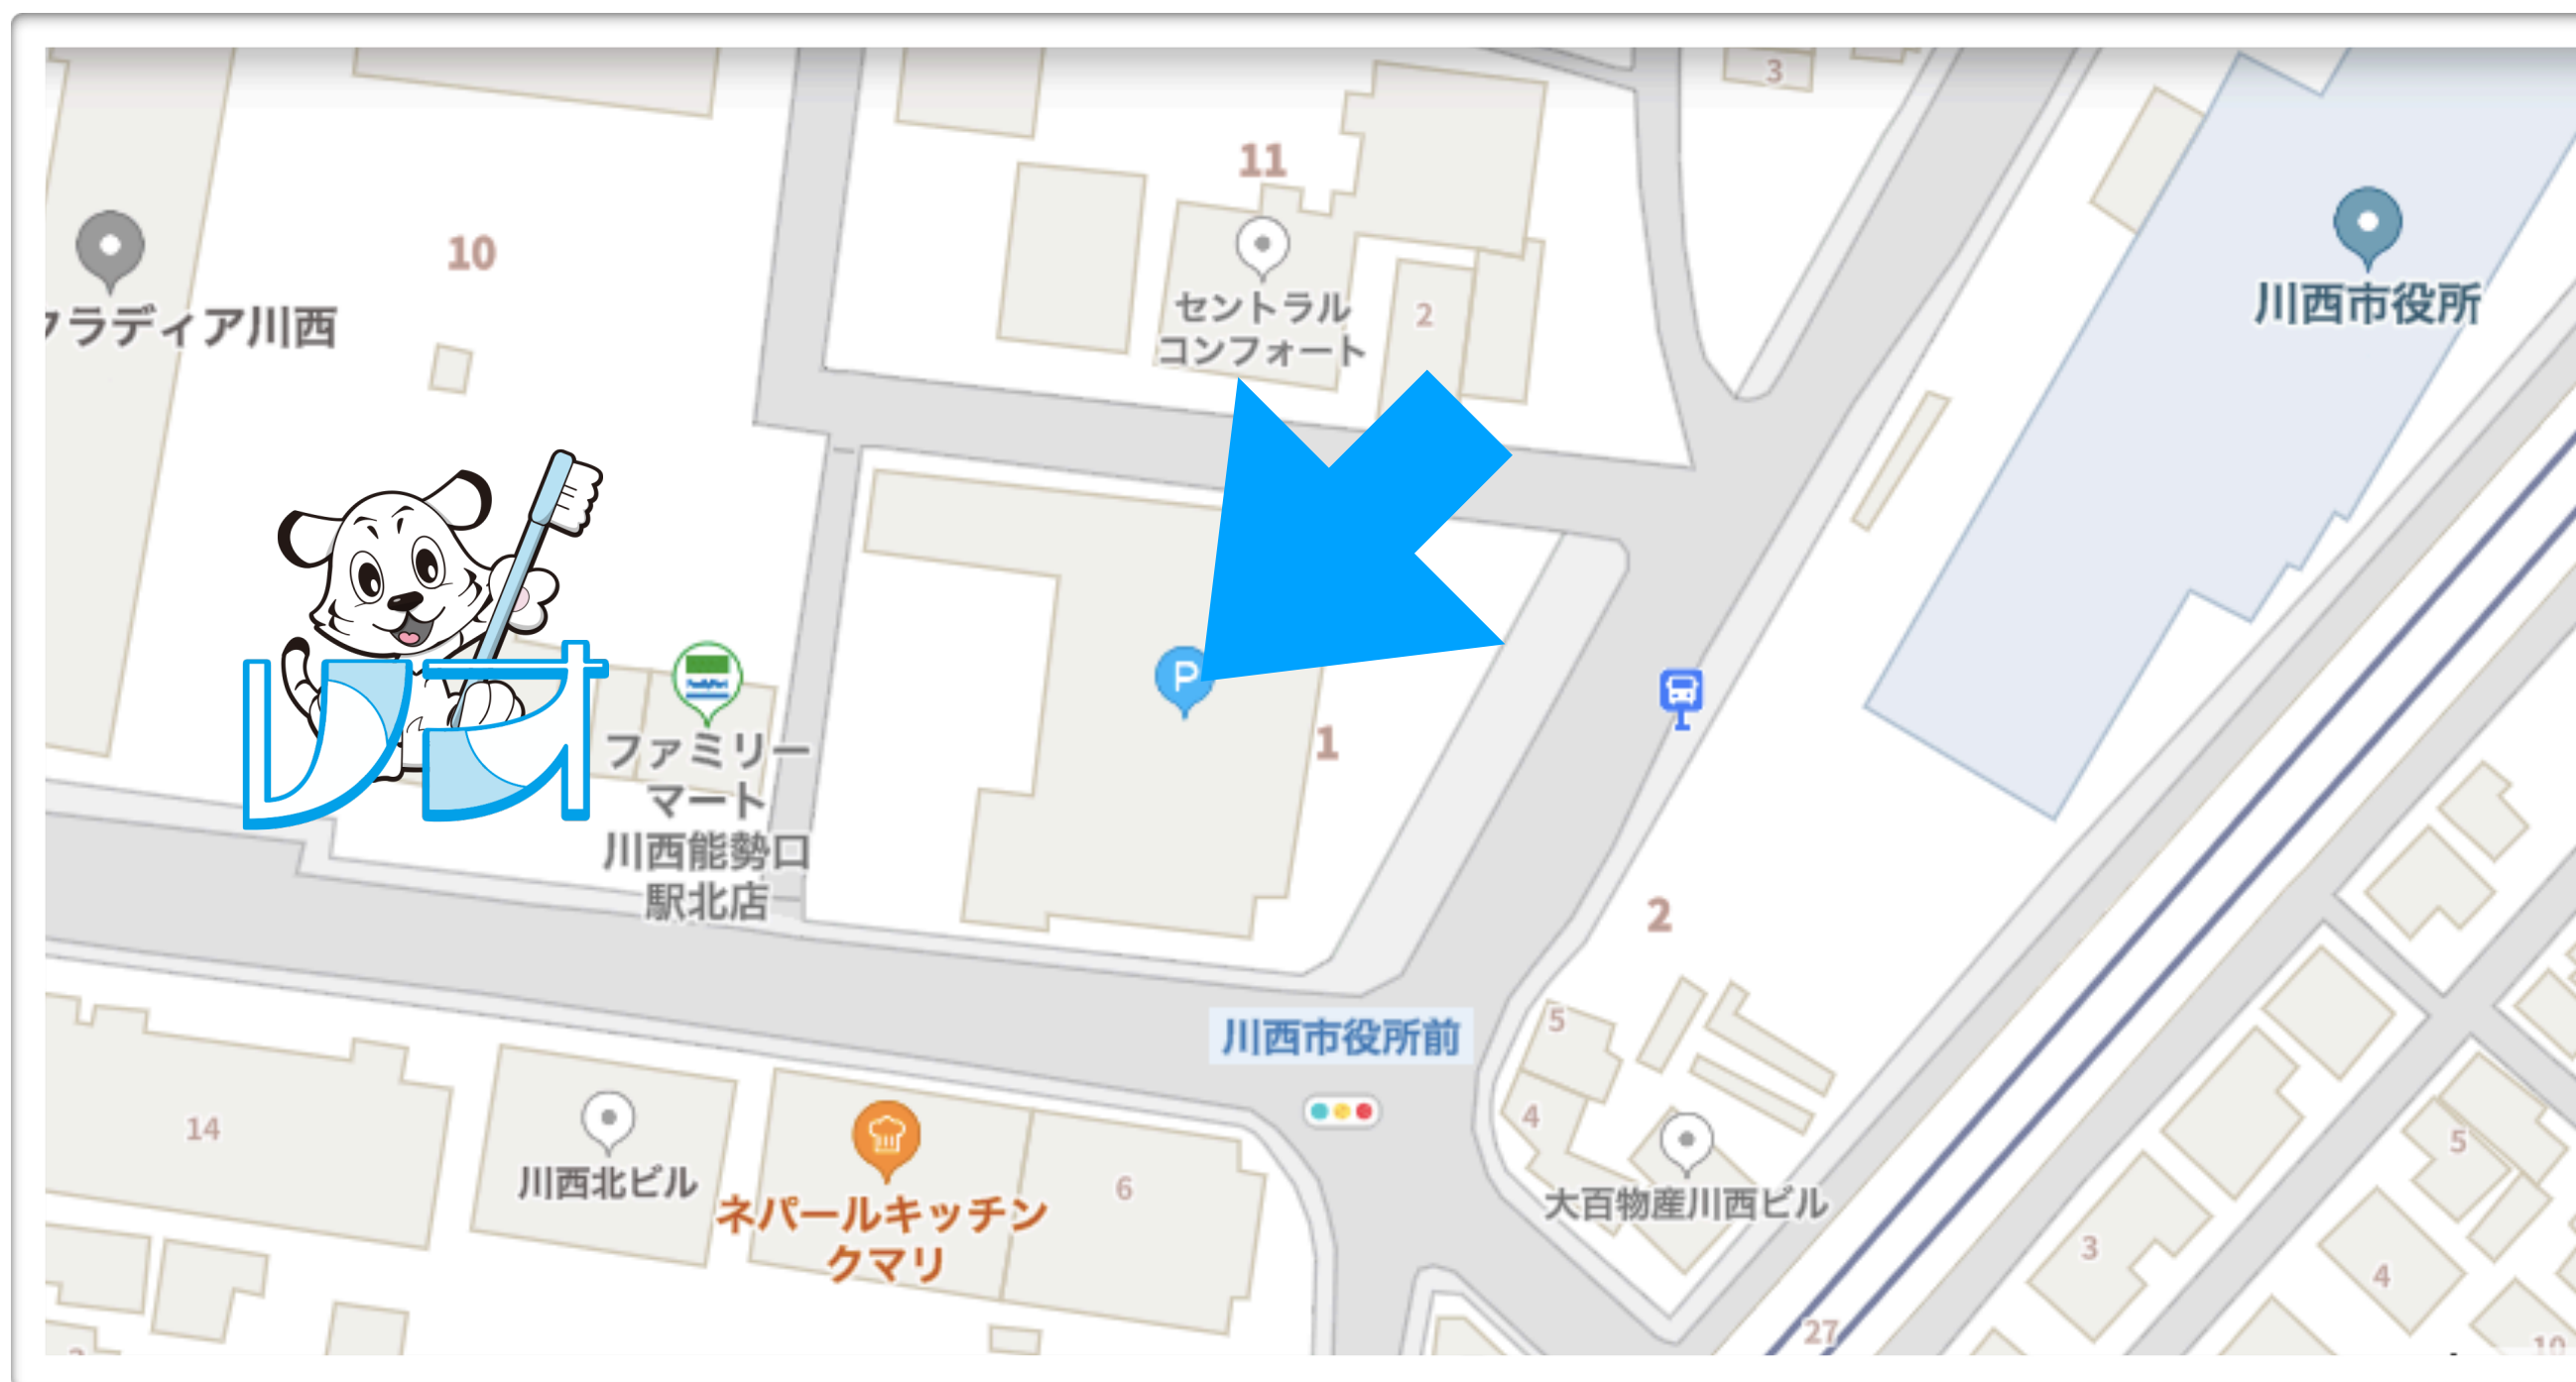 3
11
10
セントラル
コンフォート
2
川西市役所
ラディア川西
リオ
P
FamilyMart
ファミリー
マート
川西能勢口
駅北店
1
2
川西市役所前
5
4
14
川西北ビル
ネパールキッチン
クマリ
6
大百物産川西ビル
5
3
4
27
10